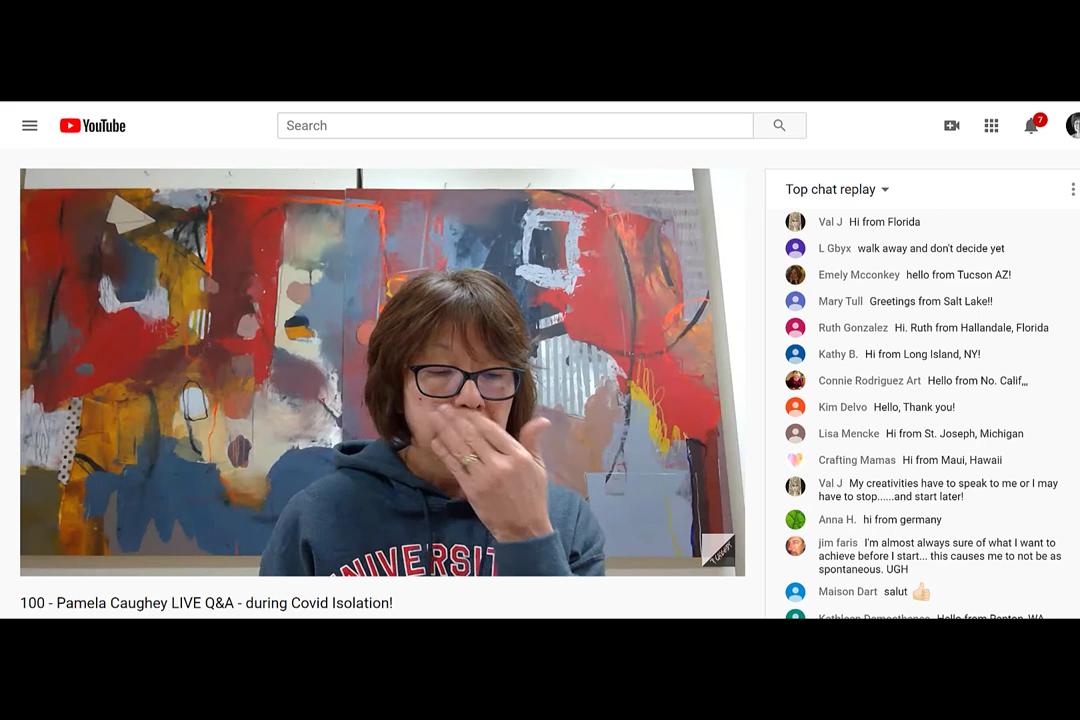 YouTube
Search
7
Top chat replay
Val J Hi from Florida
L Gbyx walk away and don't decide yet
Emely Mcconkey hello from Tucson AZ!
Mary Tull Greetings from Salt Lake!!
Ruth Gonzalez Hi. Ruth from Hallandale, Florida
Kathy B. Hi from Long Island, NY!
Connie Rodriguez Art Hello from No. Calif,,,
Kim Delvo Hello, Thank you!
Lisa Mencke Hi from St. Joseph, Michigan
Crafting Mamas Hi from Maui, Hawaii
Val J My creativities have to speak to me or I may
have to stop......and start later!
Anna H. hi from germany
jim faris I'm almost always sure of what I want to
achieve before I start... this causes me to not be as
spontaneous. UGH
Maison Dart salut
UNIVERSIT
100 - Pamela Caughey LIVE Q&A - during Covid Isolation!